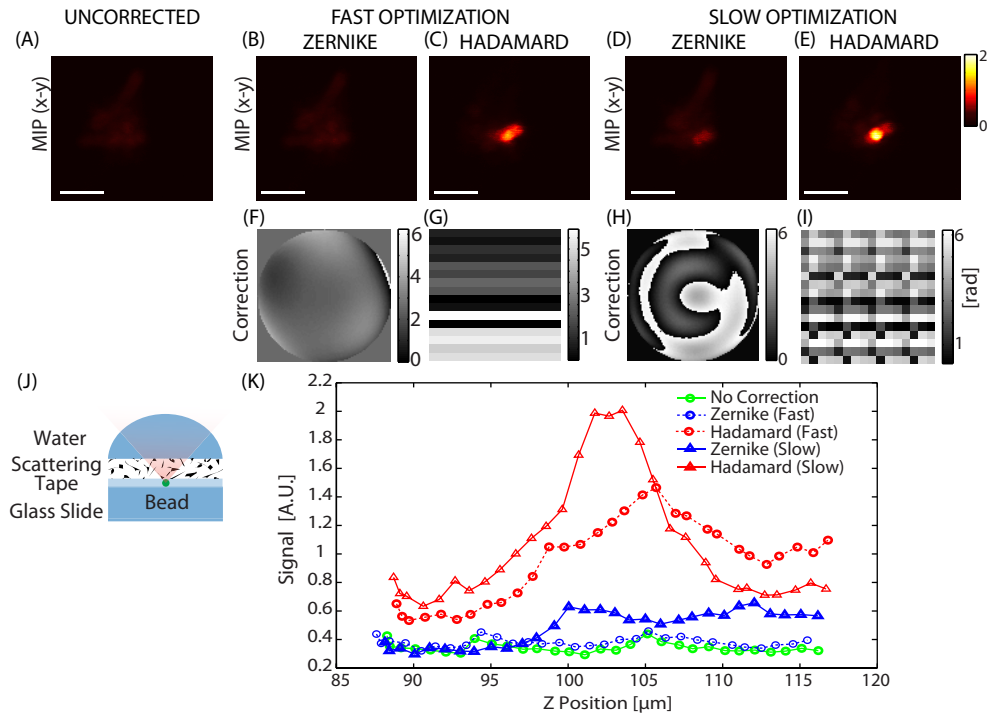 UNCORRECTED
FAST OPTIMIZATION
SLOW OPTIMIZATION
(A)
(B)
ZERNIKE
(C)
HADAMARD
(D)
ZERNIKE
(E)
HADAMARD
MIP (x-y)
MIP (x-y)
MIP (x-y)
2
1
0
(F)
(G)
(H)
(I)
Correction
6
4
2
0
5
3
1
Correction
6
0
6
1
[rad]
(J)
Water
Scattering
Tape
Glass Slide
Bead
(K)
Signal [A.U.]
2.2
2
1.8
1.6
1.4
1.2
1
0.8
0.6
0.4
0.2
No Correction
Zernike (Fast)
Hadamard (Fast)
Zernike (Slow)
Hadamard (Slow)
85 90 95 100 105 110 115 120
Z Position [µm]